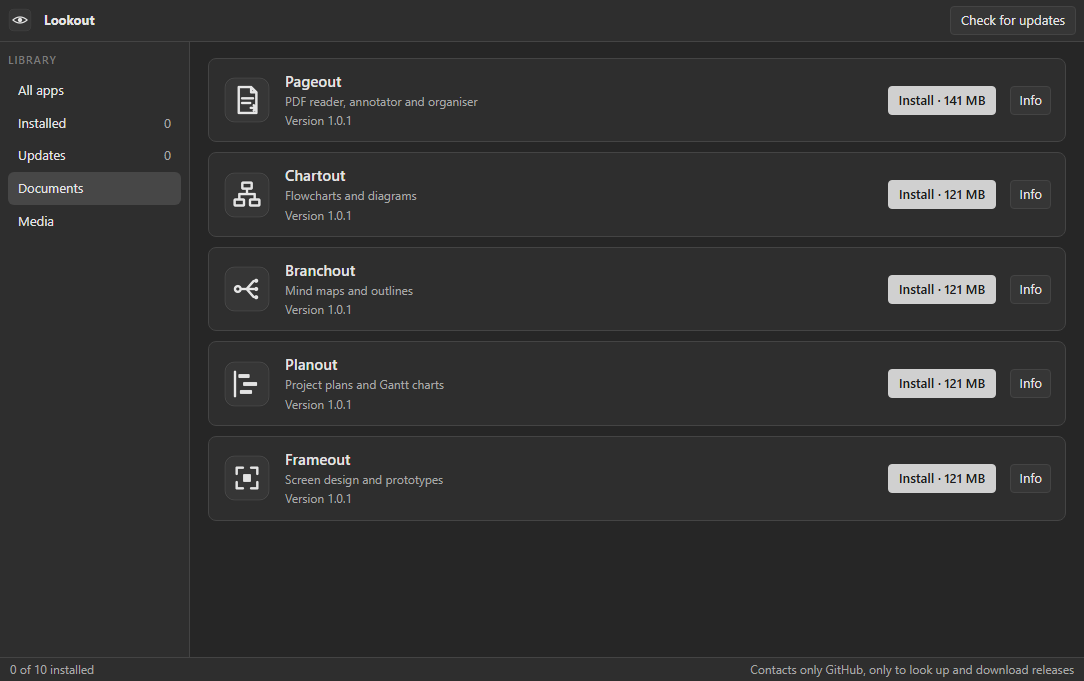 Lookout
Check for updates
LIBRARY
All apps
Installed 0
Updates 0
Documents
Media
Pageout
PDF reader, annotator and organiser
Version 1.0.1
Install · 141 MB
Info
Chartout
Flowcharts and diagrams
Version 1.0.1
Install · 121 MB
Info
Branchout
Mind maps and outlines
Version 1.0.1
Install · 121 MB
Info
Planout
Project plans and Gantt charts
Version 1.0.1
Install · 121 MB
Info
Frameout
Screen design and prototypes
Version 1.0.1
Install · 121 MB
Info
0 of 10 installed
Contacts only GitHub, only to look up and download releases